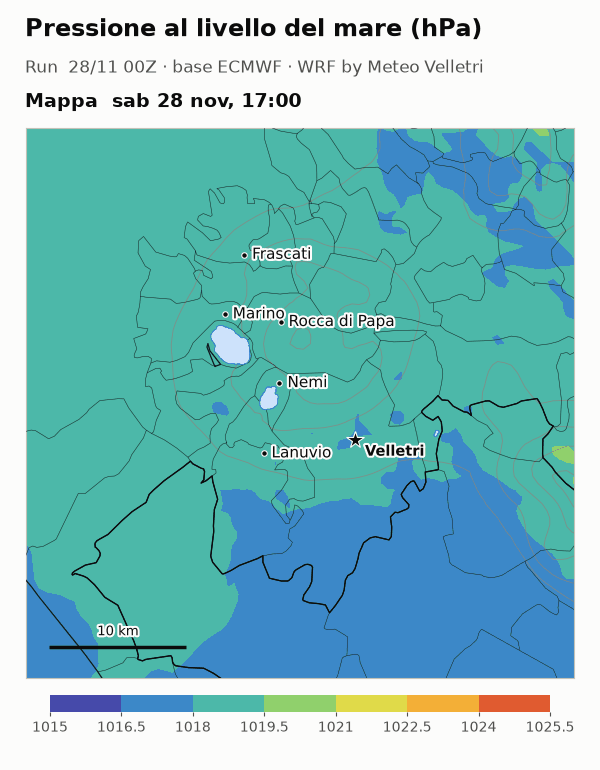 Pressione al livello del mare (hPa)
Run  28/11 00Z · base ECMWF · WRF by Meteo Velletri
Mappa  sab 28 nov, 17:00
Frascati
Marino
Rocca di Papa
Nemi
Velletri
Lanuvio
10 km
1015 1016.5 1018 1019.5 1021 1022.5 1024 1025.5